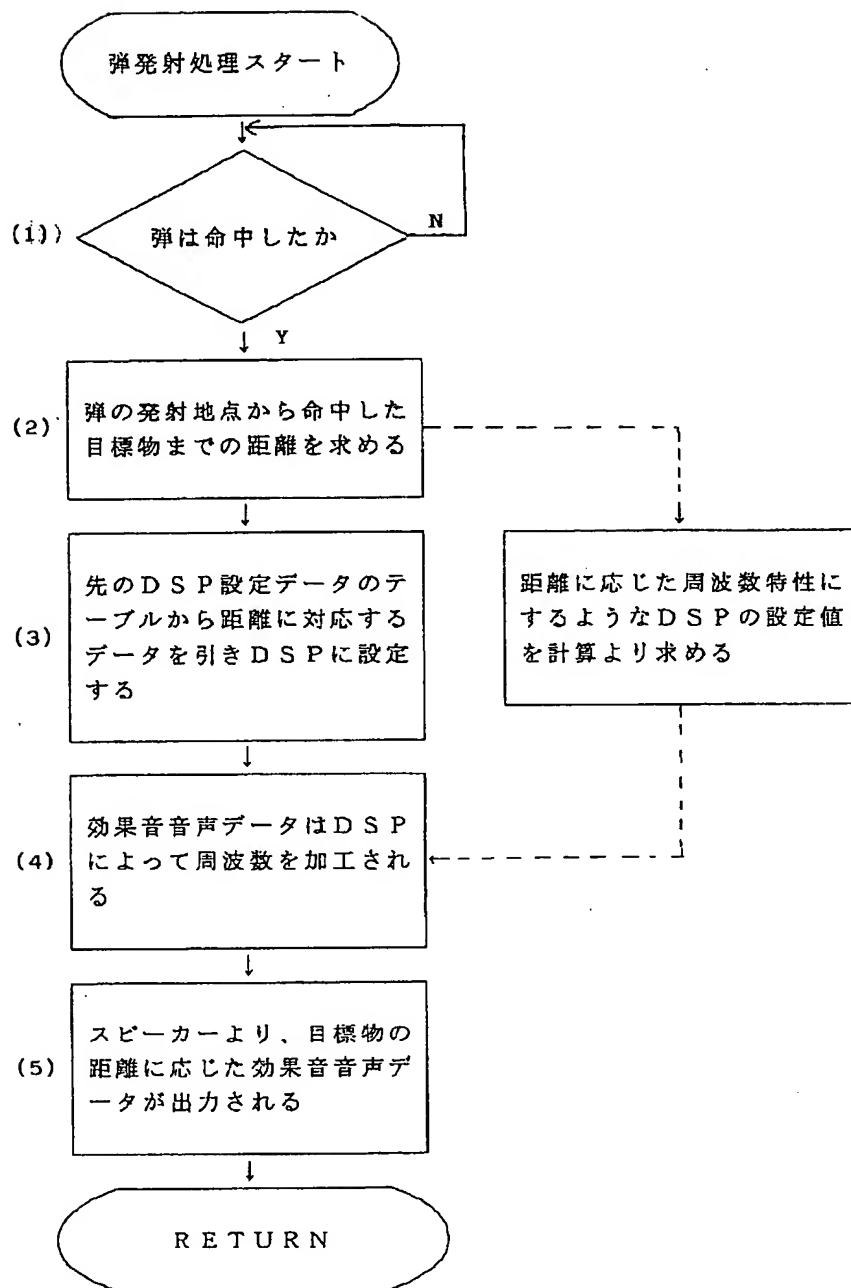 弾発射処理スタート
(1)
弾は命中したか
N
Y
(2)
弾の発射地点から命中した
目標物までの距離を求める
(3)
先のDSP設定データのテ
ーブルから距離に対応する
データを引きDSPに設定
する
距離に応じた周波数特性に
するようなDSPの設定値
を計算より求める
(4)
効果音音声データはDSP
によって周波数を加工され
る
(5)
スピーカーより、目標物の
距離に応じた効果音音声デ
ータが出力される
RETURN